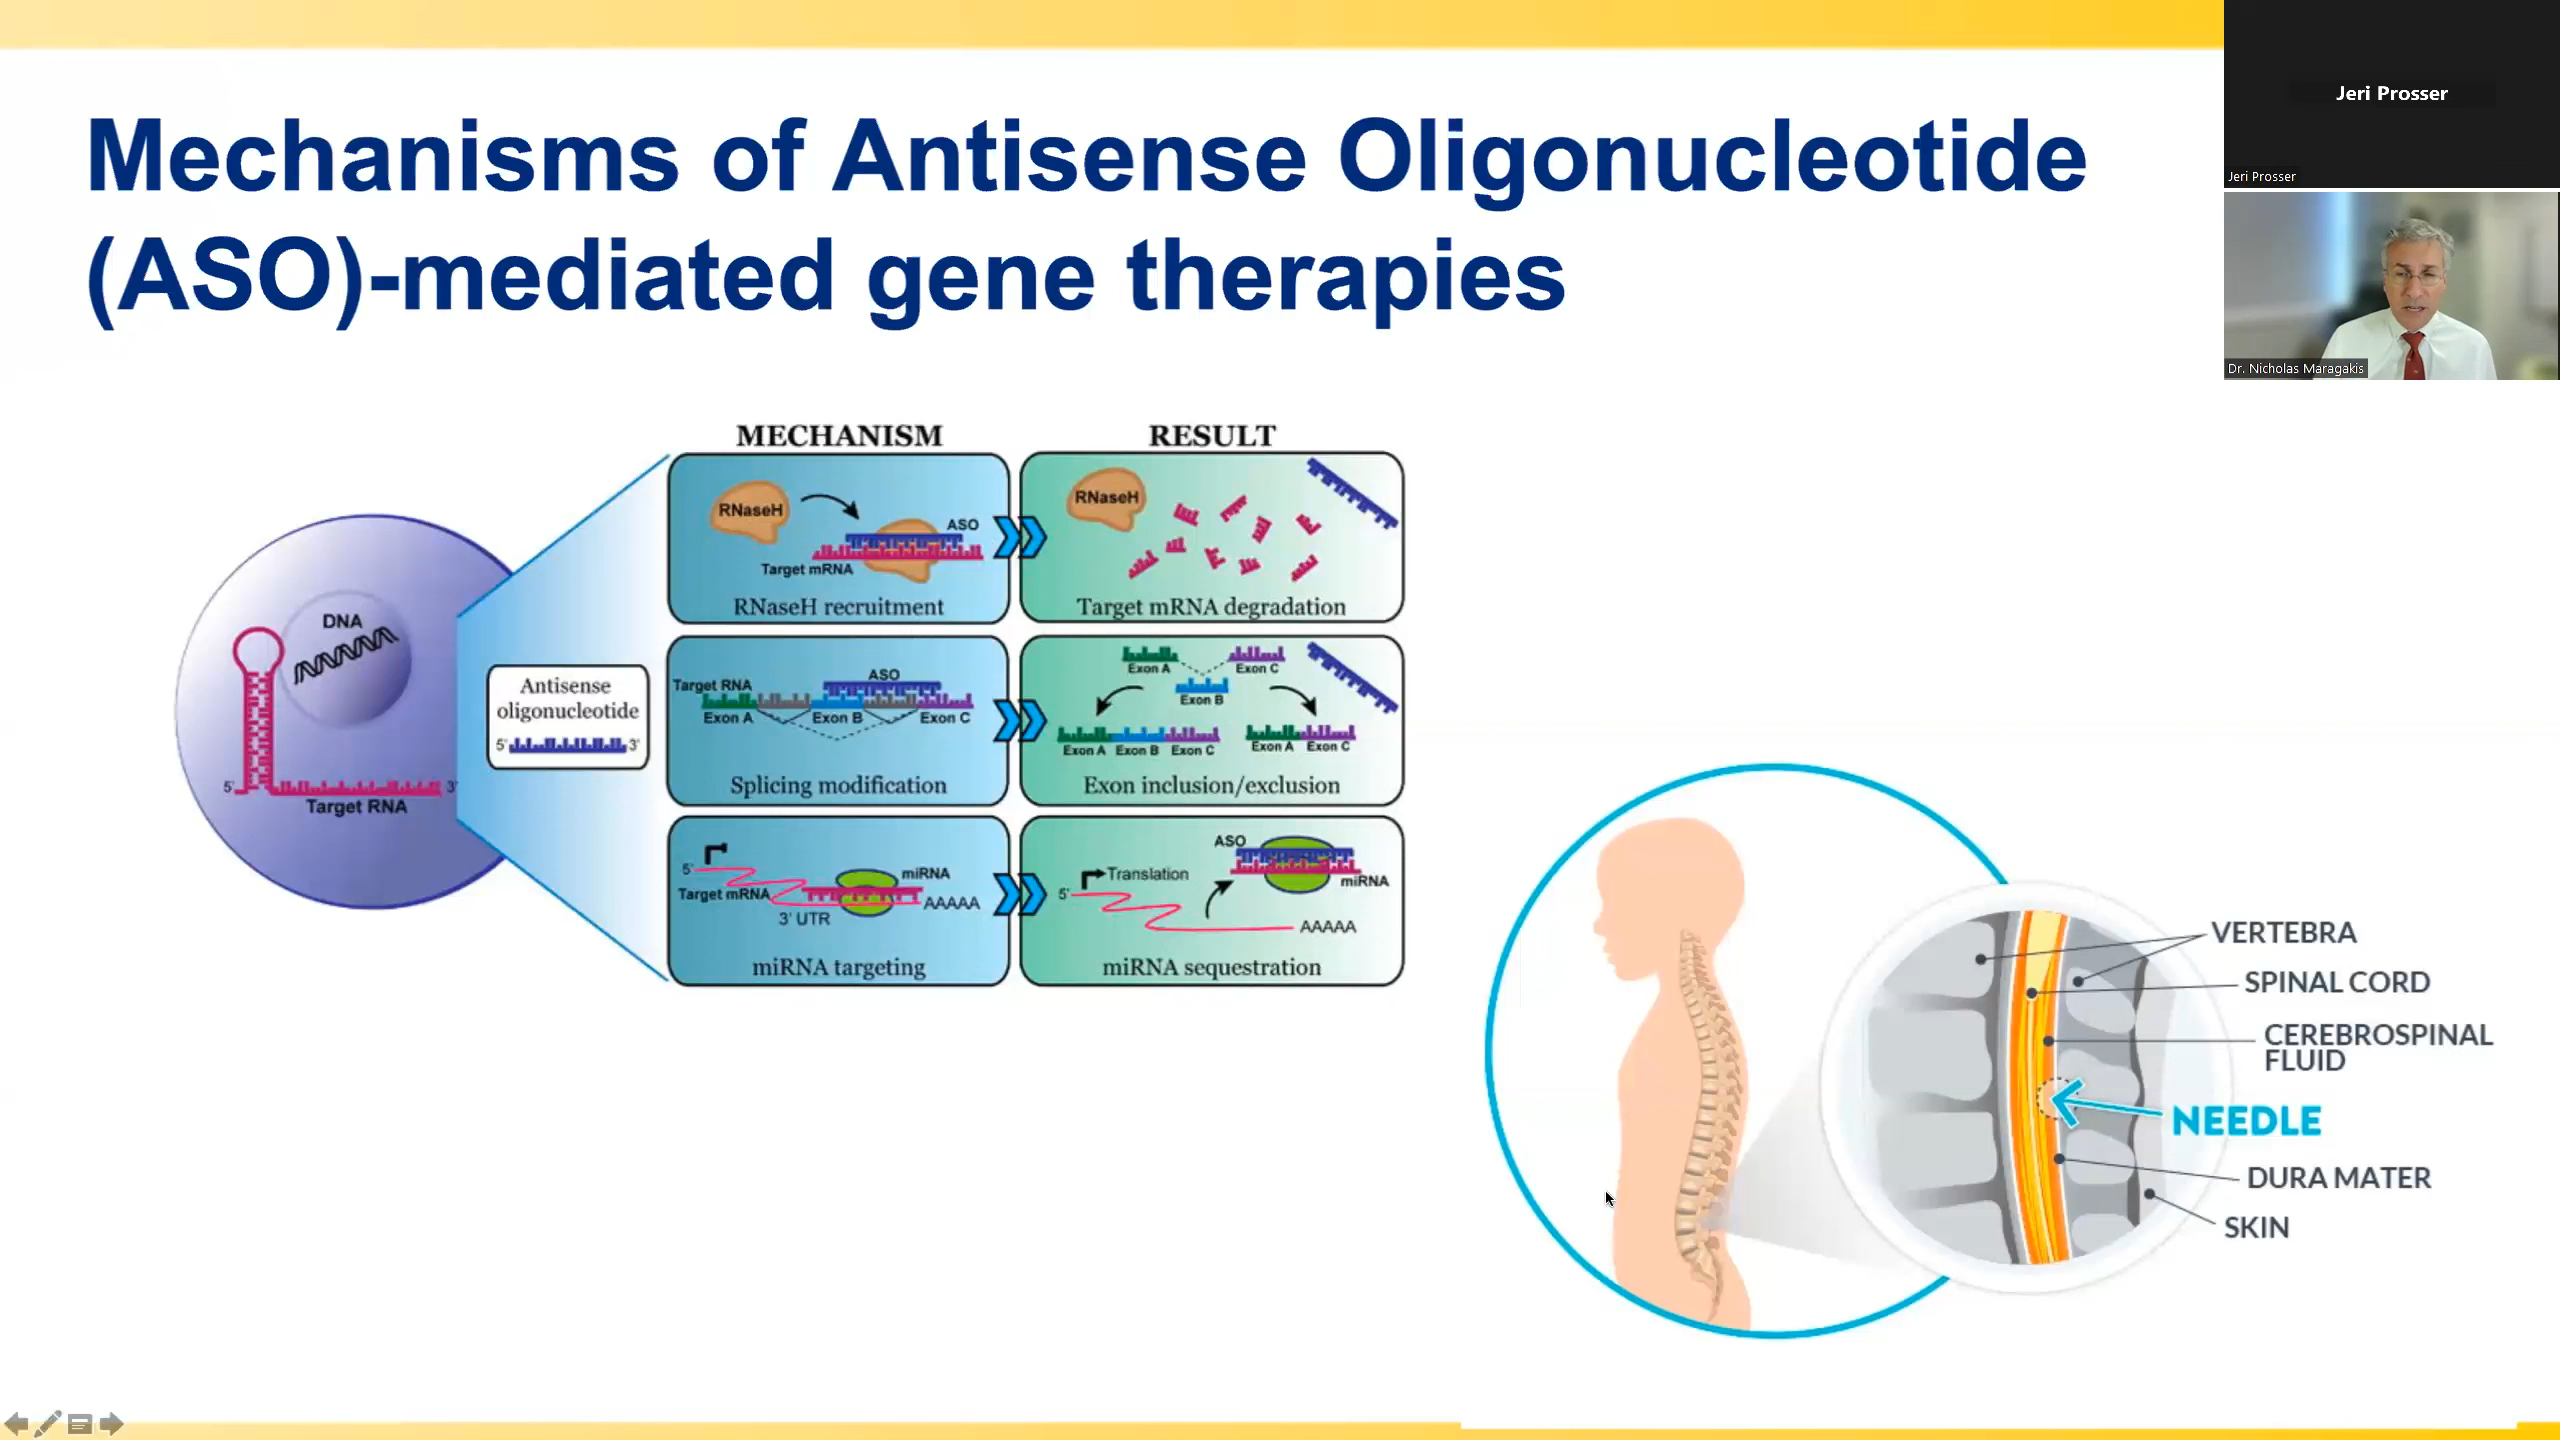 Mechanisms of Antisense Oligonucleotide
(ASO)-mediated gene therapies
Jeri Prosser
Jeri Prosser
Dr. Nicholas Maragakis
MECHANISM
RESULT
DNA
5' 3'
Target RNA
Antisense
oligonucleotide
5' 3'
RNaseH
ASO
Target mRNA
RNaseH recruitment
RNaseH
Target mRNA degradation
Target RNA
ASO
Exon A Exon B Exon C
Splicing modification
Exon A Exon C
Exon B
Exon A Exon B Exon C
Exon A Exon C
Exon inclusion/exclusion
5'
miRNA
Target mRNA
AAAAA
3' UTR
miRNA targeting
ASO
Translation
miRNA
5'
AAAAA
miRNA sequestration
VERTEBRA
SPINAL CORD
CEREBROSPINAL
FLUID
NEEDLE
DURA MATER
SKIN